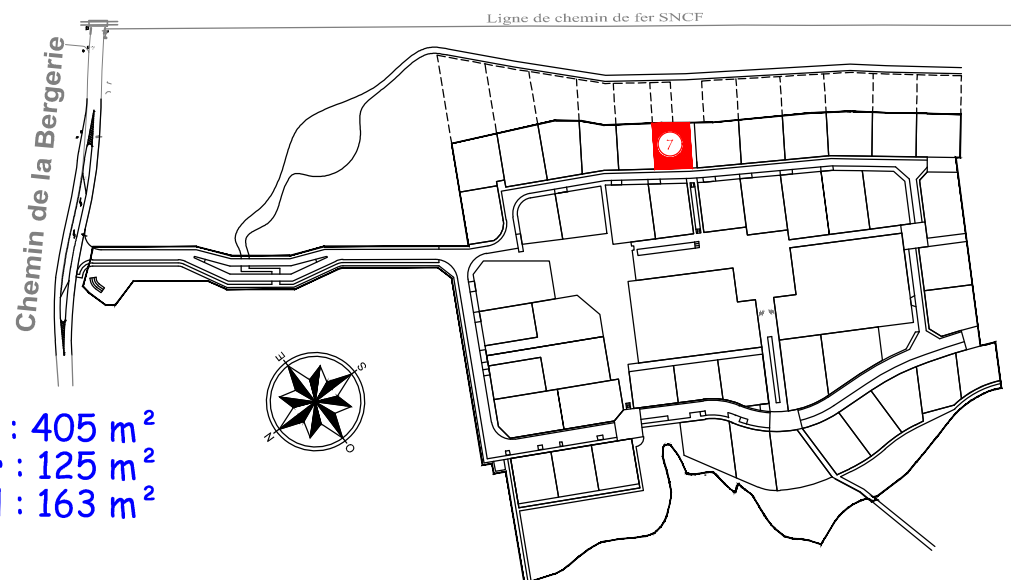 Ligne de chemin de fer SNCF
Chemin de la Bergerie
7
E
S
N
O
: 405 m²
: 125 m²
: 163 m²